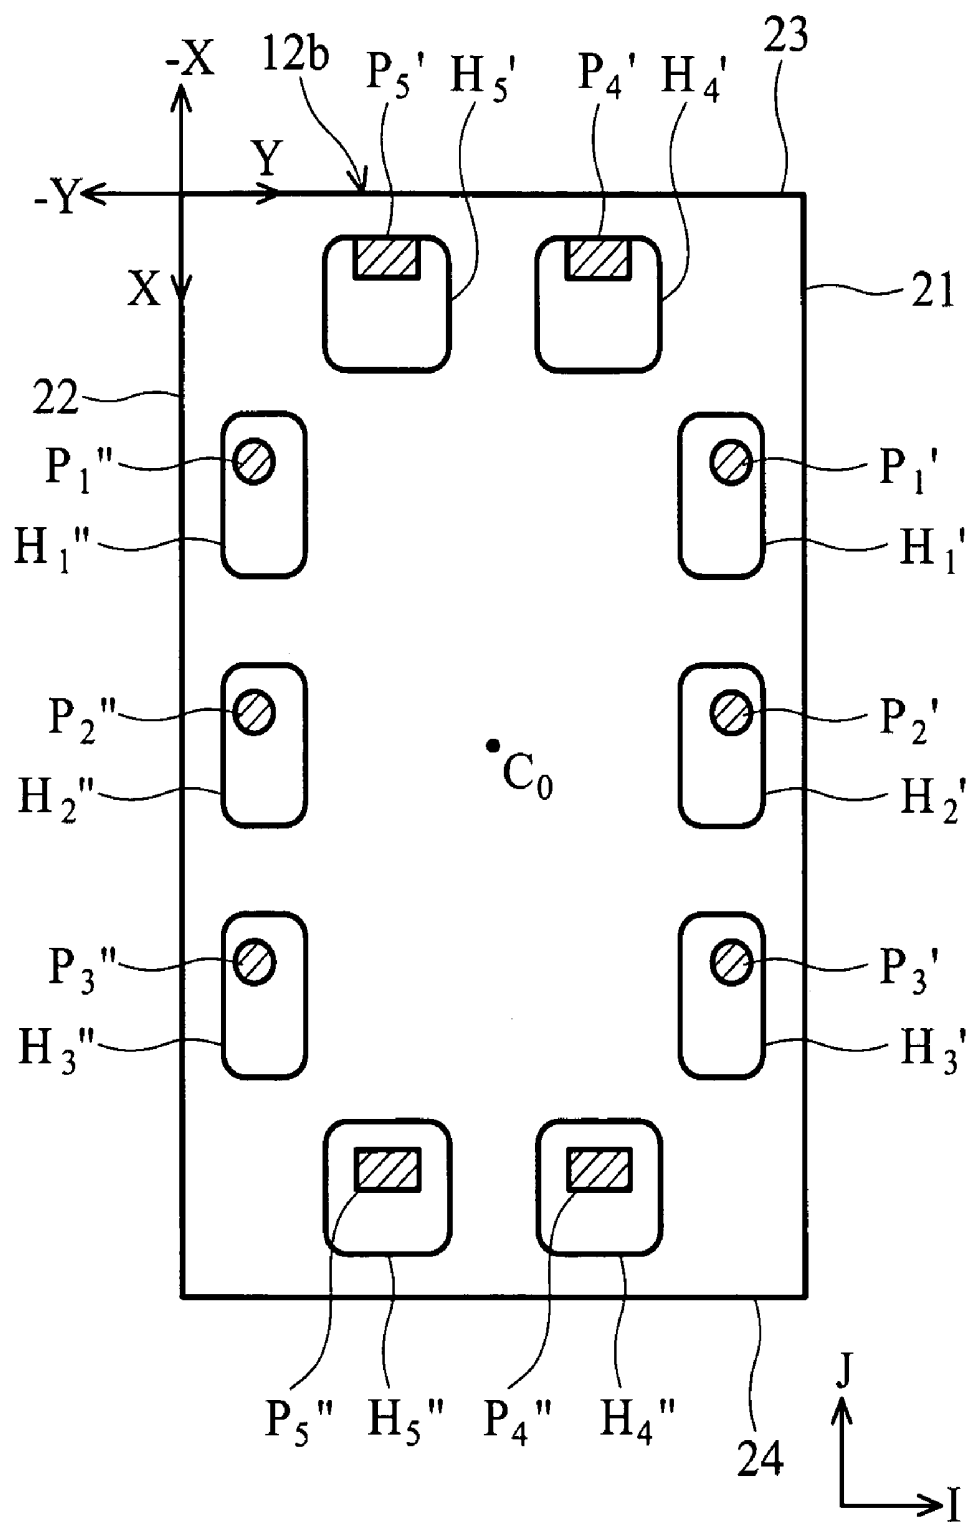 23
-X 12b P5' H5' P4' H4'
-Y Y
X 21
22
P1" P1'
H1" H1'
P2" P2'
C0
H2" H2'
P3" P3'
H3" H3'
J
P5" H5" P4" H4"
24
I